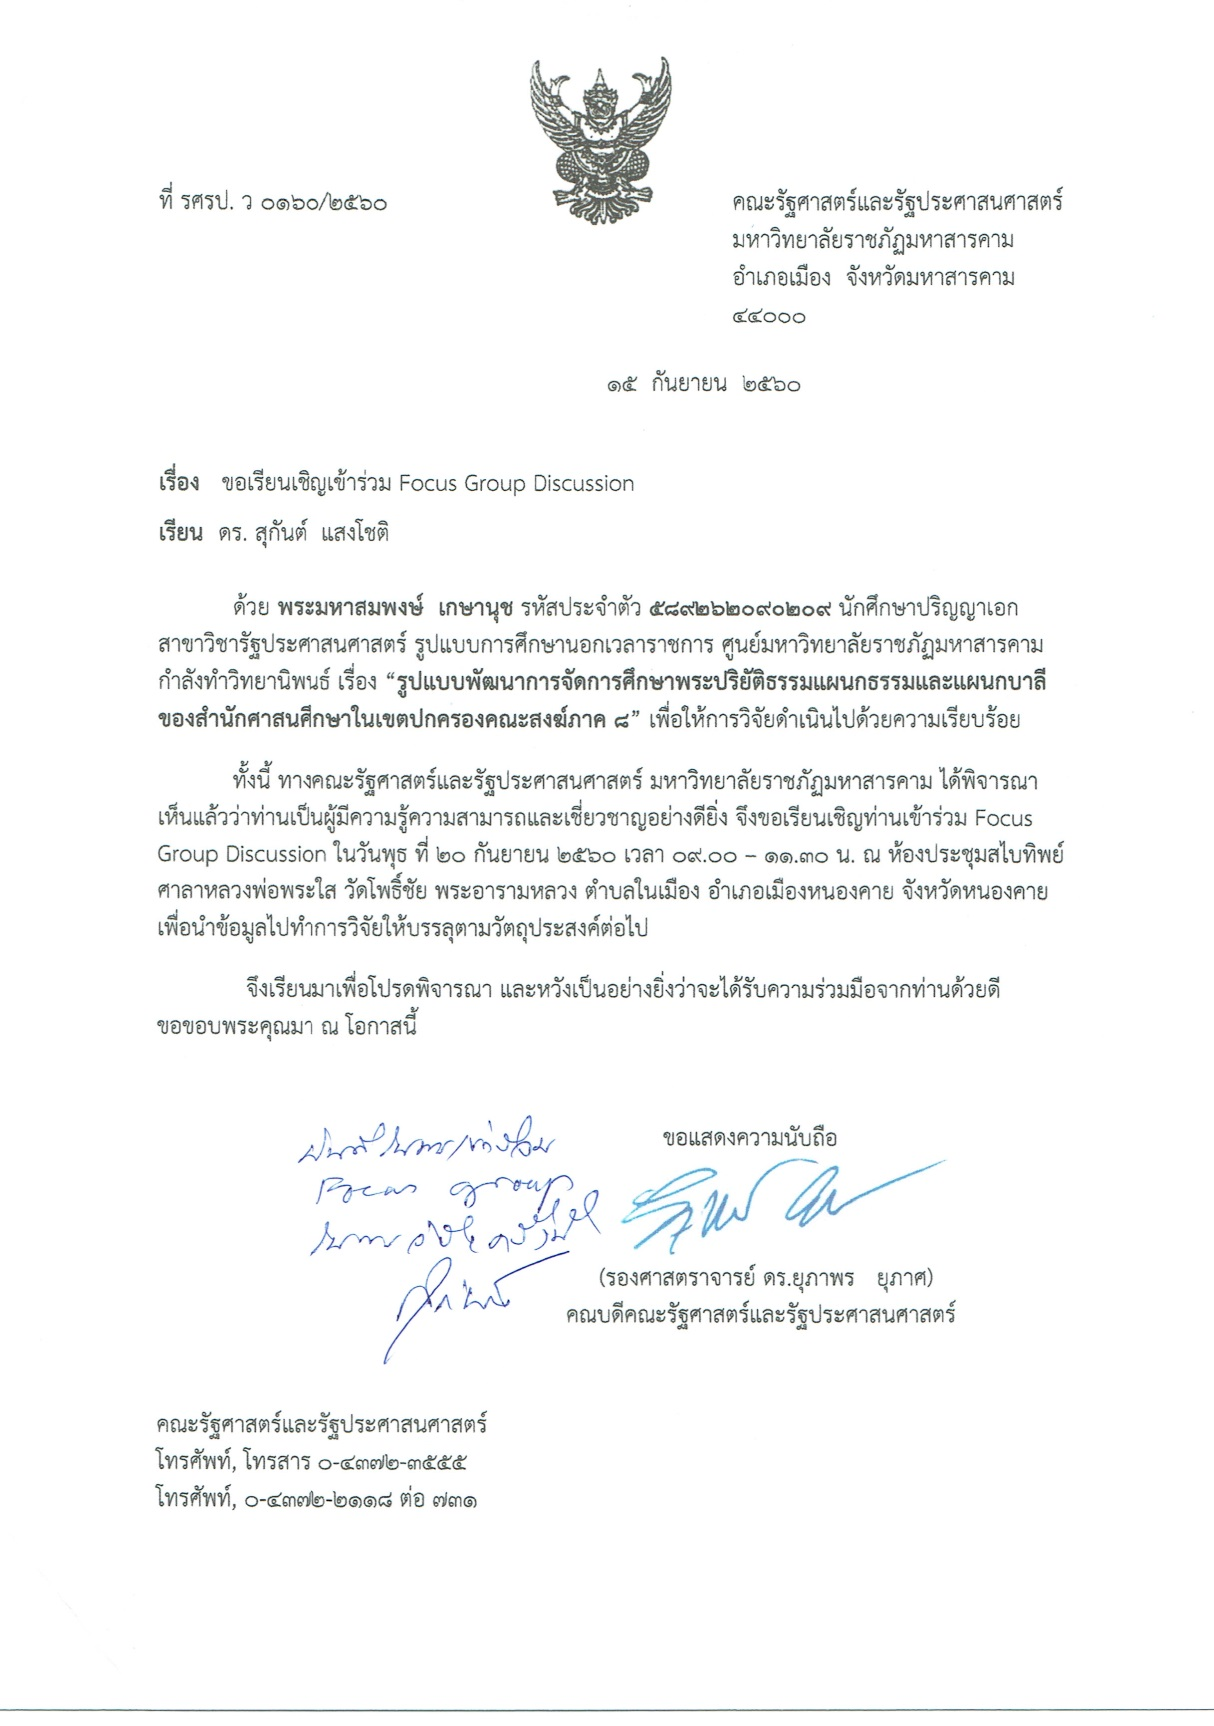 ที่ รศรป. ว ๐๑๖๐/๒๕๖๐
คณะรัฐศาสตร์และรัฐประศาสนศาสตร์
มหาวิทยาลัยราชภัฏมหาสารคาม
อำเภอเมือง จังหวัดมหาสารคาม
๔๔๐๐๐
๑๕ กันยายน ๒๕๖๐
เรื่อง ขอเรียนเชิญเข้าร่วม Focus Group Discussion
เรียน ดร. สุกันต์ แสงโชติ
ด้วย พระมหาสมพงษ์ เกษานุช รหัสประจำตัว ๕๘๙๒๖๒๐๙๐๒๐๙ นักศึกษาปริญญาเอก
สาขาวิชารัฐประศาสนศาสตร์ รูปแบบการศึกษานอกเวลาราชการ ศูนย์มหาวิทยาลัยราชภัฏมหาสารคาม
กำลังทำวิทยานิพนธ์ เรื่อง “รูปแบบพัฒนาการจัดการศึกษาพระปริยัติธรรมแผนกธรรมและแผนกบาลี
ของสำนักศาสนศึกษาในเขตปกครองคณะสงฆ์ภาค ๘” เพื่อให้การวิจัยดำเนินไปด้วยความเรียบร้อย
ทั้งนี้ ทางคณะรัฐศาสตร์และรัฐประศาสนศาสตร์ มหาวิทยาลัยราชภัฏมหาสารคาม ได้พิจารณา
เห็นแล้วว่าท่านเป็นผู้มีความรู้ความสามารถและเชี่ยวชาญอย่างดียิ่ง จึงขอเรียนเชิญท่านเข้าร่วม Focus
Group Discussion ในวันพุธ ที่ ๒๐ กันยายน ๒๕๖๐ เวลา ๐๙.๐๐ – ๑๑.๓๐ น. ณ ห้องประชุมสไบทิพย์
ศาลาหลวงพ่อพระใส วัดโพธิ์ชัย พระอารามหลวง ตำบลในเมือง อำเภอเมืองหนองคาย จังหวัดหนองคาย
เพื่อนำข้อมูลไปทำการวิจัยให้บรรลุตามวัตถุประสงค์ต่อไป
จึงเรียนมาเพื่อโปรดพิจารณา และหวังเป็นอย่างยิ่งว่าจะได้รับความร่วมมือจากท่านด้วยดี
ขอขอบพระคุณมา ณ โอกาสนี้
ขอแสดงความนับถือ
Focus group
(รองศาสตราจารย์ ดร.ยุภาพร ยุภาศ)
คณบดีคณะรัฐศาสตร์และรัฐประศาสนศาสตร์
คณะรัฐศาสตร์และรัฐประศาสนศาสตร์
โทรศัพท์, โทรสาร ๐-๔๓๗๒-๓๕๕๕
โทรศัพท์, ๐-๔๓๗๒-๒๑๑๘ ต่อ ๗๓๑